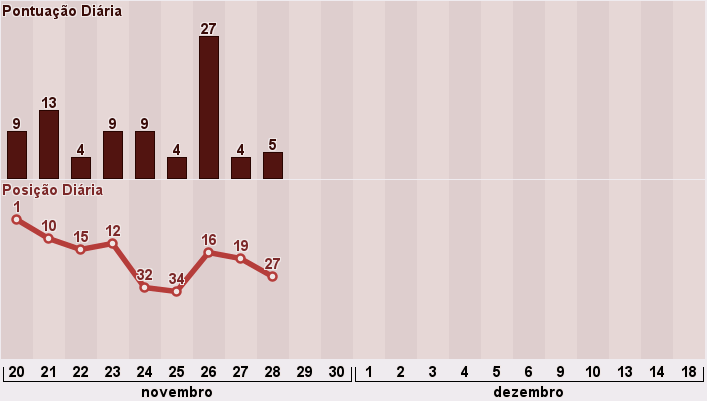 Pontuação Diária
9 13 4 9 9 4 27 4 5
Posição Diária
1 10 15 12 32 34 16 19 27
20 21 22 23 24 25 26 27 28 29 30 1 2 3 4 5 6 9 10 13 14 18
novembro dezembro